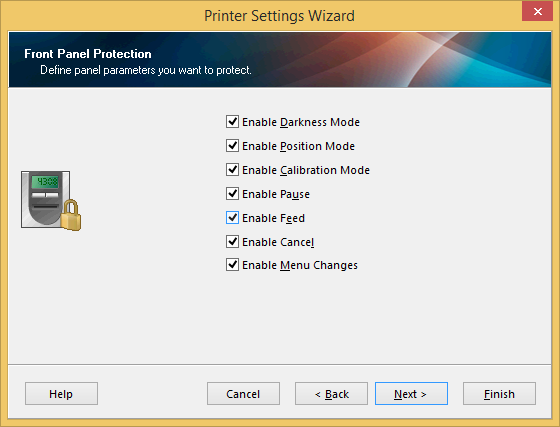 Printer Settings Wizard
Front Panel Protection
Define panel parameters you want to protect.
Enable Darkness Mode
Enable Position Mode
Enable Calibration Mode
4308
Enable Pause
Enable Feed
Enable Cancel
Enable Menu Changes
Help
Cancel
< Back
Next >
Finish